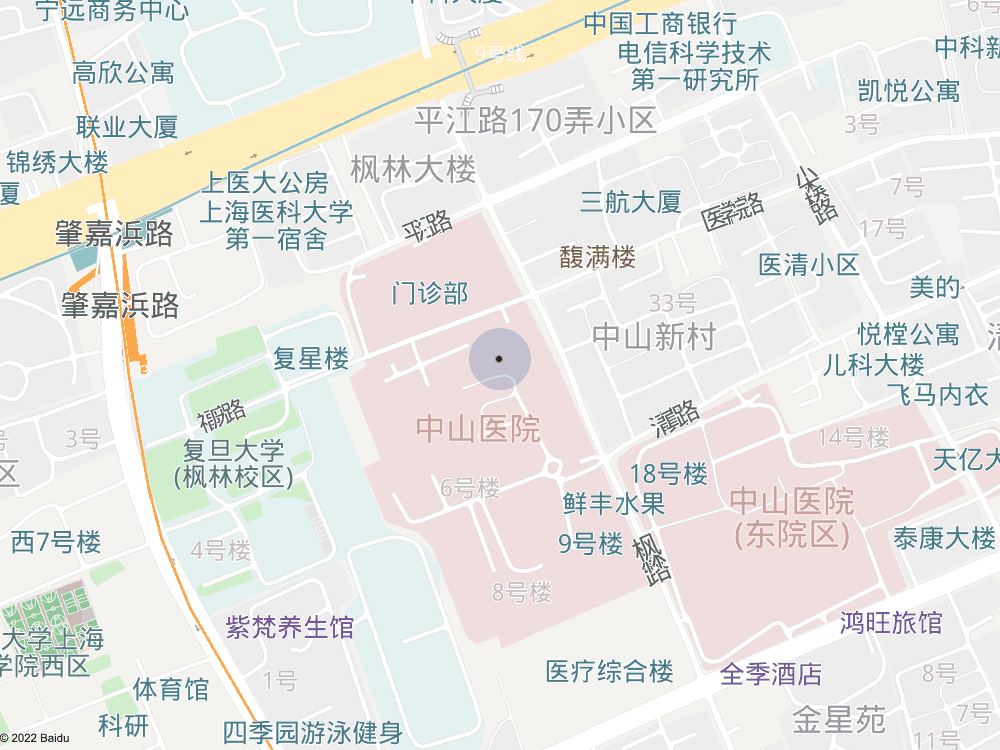 宁远商务中心
中国工商银行
9号线
电信科学技术
第一研究所
中科新
高欣公寓
凯悦公寓
联业大厦
平江路170弄小区
3号
锦绣大楼
枫林大楼
厦
上医大公房
上海医科大学
第一宿舍
三航大厦
医学院路
小木桥路
7号
17号
平江路
肇嘉浜路
馥满楼
医清小区
肇嘉浜路
门诊部
33号
美的
中山新村
悦樘公寓
复星楼
儿科大楼
飞马内衣
清真路
3号
中山医院
14号楼
复旦大学
(枫林校区)
区
18号楼
天亿大
6号楼
鲜丰水果
中山医院
(东院区)
西7号楼
4号楼
9号楼
枫林路
泰康大楼
8号楼
大学上海
学院西区
紫梵养生馆
鸿旺旅馆
1号
体育馆
医疗综合楼
全季酒店
8号
科研
四季园游泳健身
金星苑
7号
11号
© 2022 Baidu